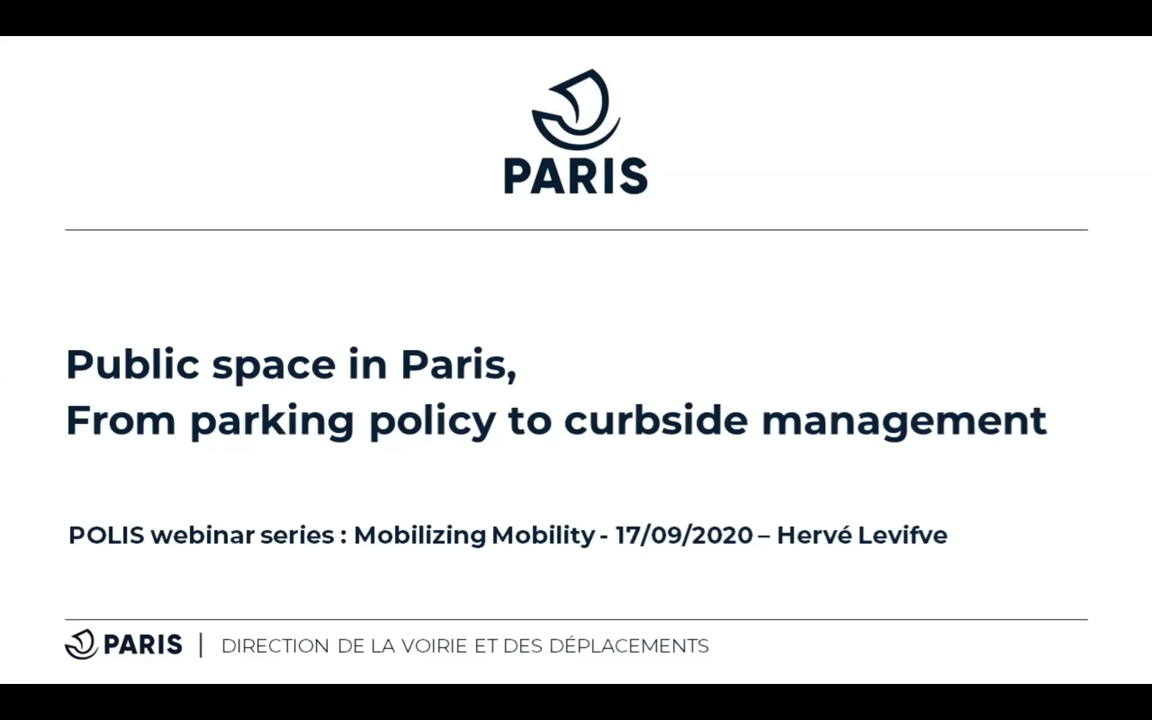 PARIS
Public space in Paris,
From parking policy to curbside management
POLIS webinar series : Mobilizing Mobility - 17/09/2020 – Hervé Levifve
PARIS | DIRECTION DE LA VOIRIE ET DES DÉPLACEMENTS